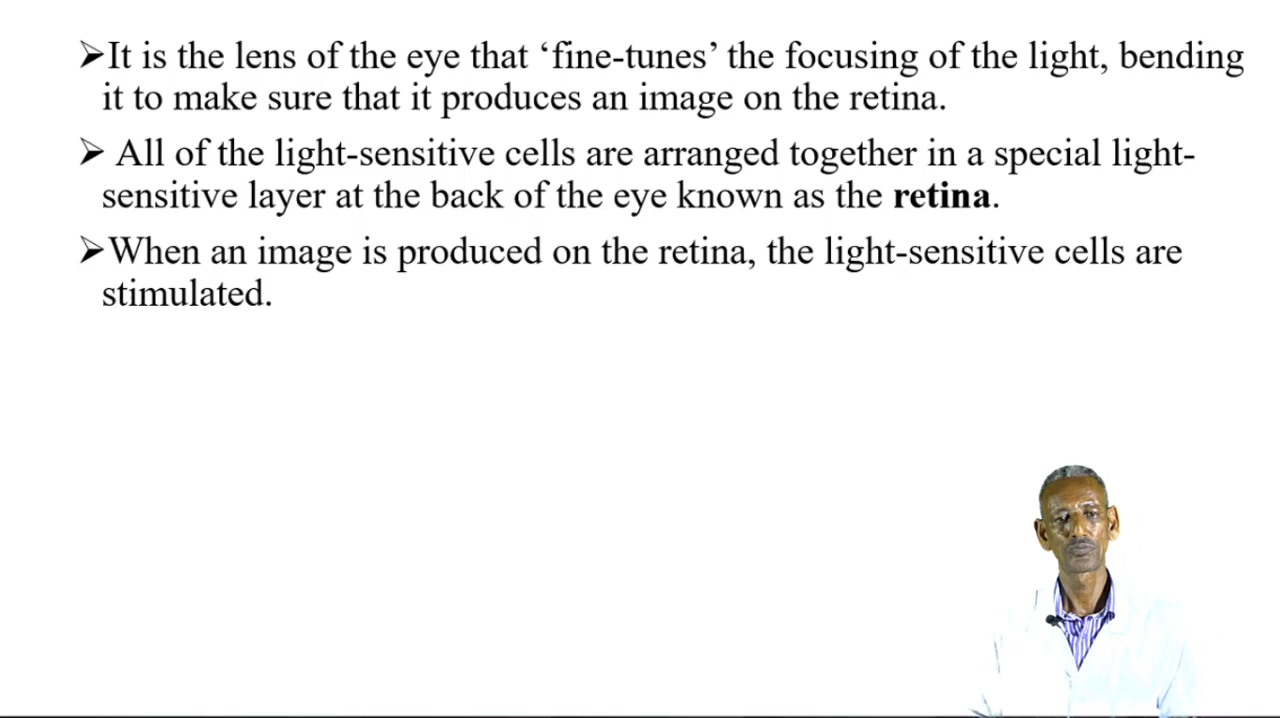 ➢It is the lens of the eye that ‘fine-tunes’ the focusing of the light, bending
it to make sure that it produces an image on the retina.
➢ All of the light-sensitive cells are arranged together in a special light-
sensitive layer at the back of the eye known as the retina.
➢When an image is produced on the retina, the light-sensitive cells are
stimulated.